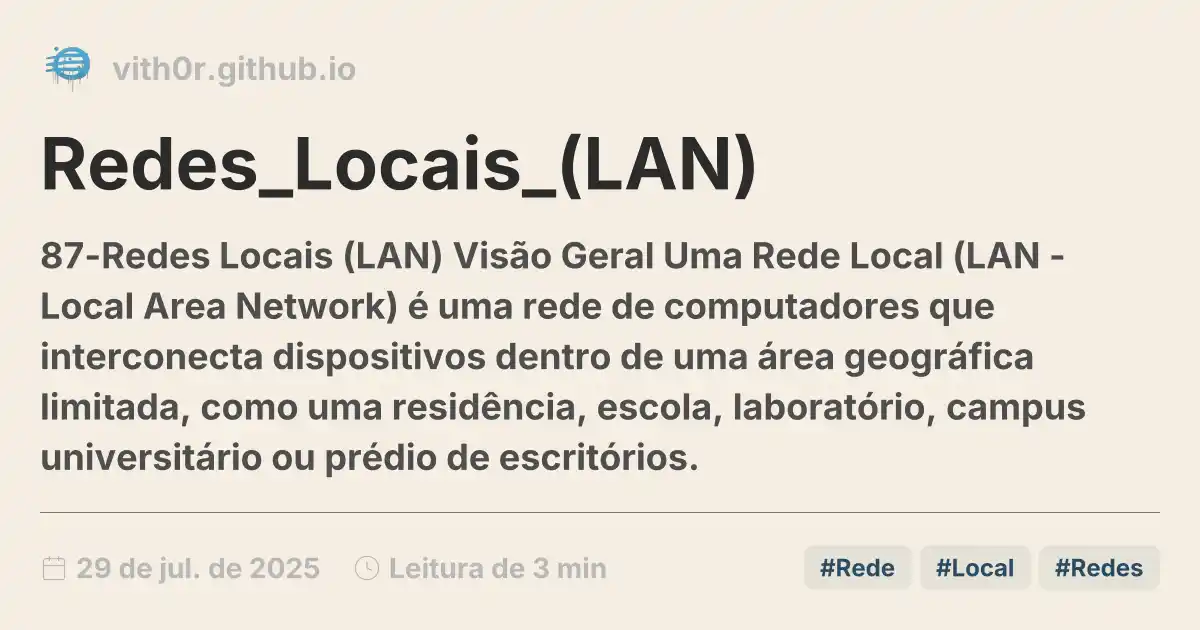 vith0r.github.io
Redes_Locais_(LAN)
87-Redes Locais (LAN) Visão Geral Uma Rede Local (LAN -
Local Area Network) é uma rede de computadores que
interconecta dispositivos dentro de uma área geográfica
limitada, como uma residência, escola, laboratório, campus
universitário ou prédio de escritórios.
29 de jul. de 2025 Leitura de 3 min #Rede #Local #Redes